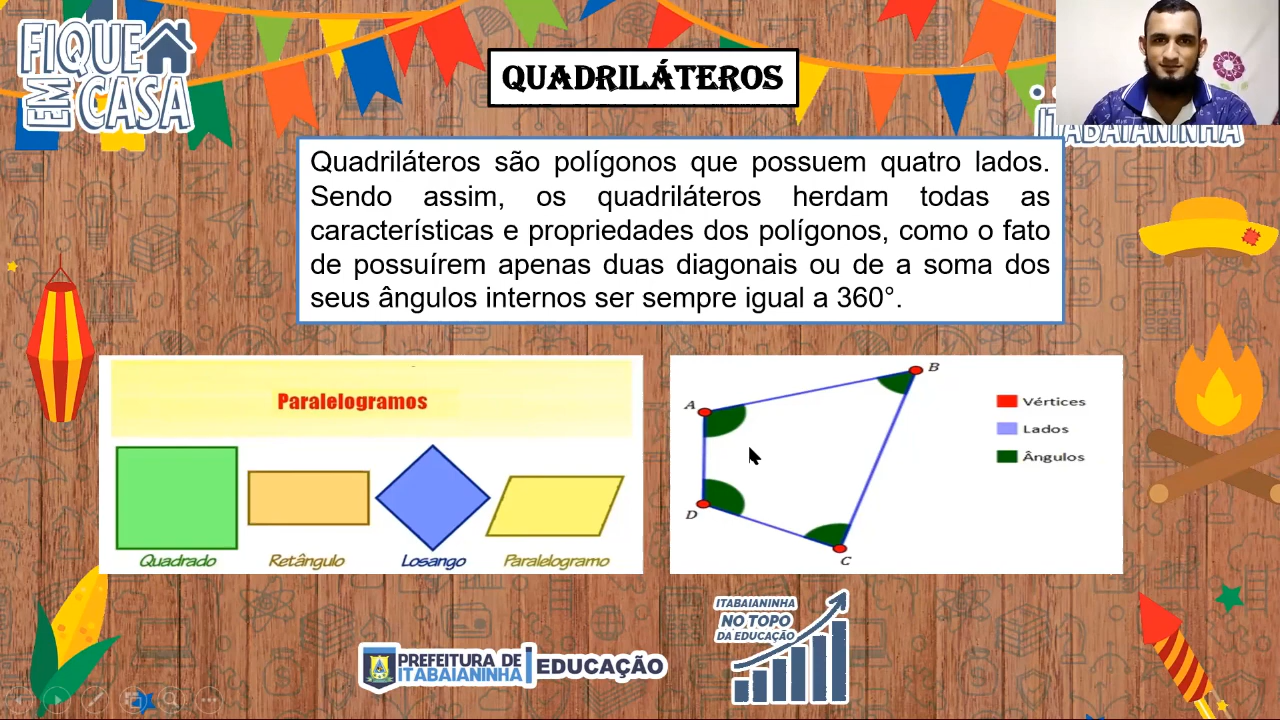 FIQUE
EM
CASA
QUADRILÁTEROS
ITABAIANINHA
Quadriláteros são polígonos que possuem quatro lados.
Sendo assim, os quadriláteros herdam todas as
características e propriedades dos polígonos, como o fato
de possuírem apenas duas diagonais ou de a soma dos
seus ângulos internos ser sempre igual a 360°.
Paralelogramos
Quadrado
Retângulo
Losango
Paralelogramo
A
B
C
D
Vértices
Lados
Ângulos
ITABAIANINHA
NO TOPO
DA EDUCAÇÃO
PREFEITURA DE
ITABAIANINHA
EDUCAÇÃO